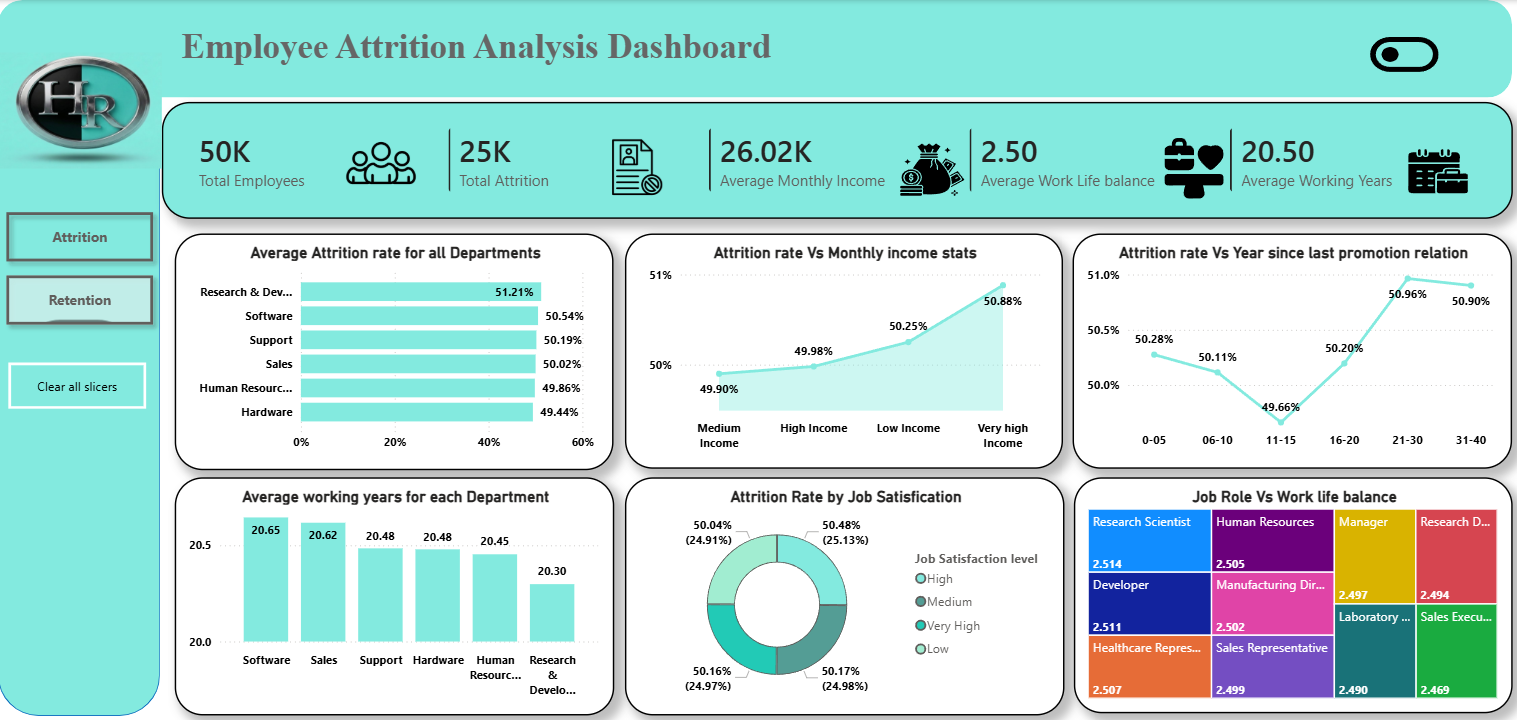 Employee Attrition Analysis Dashboard
HR
50K
Total Employees
25K
Total Attrition
26.02K
Average Monthly Income
2.50
Average Work Life balance
20.50
Average Working Years
Attrition
Retention
Clear all slicers
Average Attrition rate for all Departments
Research & Dev... 51.21%
Software 50.54%
Support 50.19%
Sales 50.02%
Human Resourc... 49.86%
Hardware 49.44%
0% 20% 40% 60%
Attrition rate Vs Monthly income stats
51%
50%
49.90%
49.98%
50.25%
50.88%
Medium
Income
High Income
Low Income
Very high
Income
Attrition rate Vs Year since last promotion relation
51.0%
50.5%
50.0%
50.28%
50.11%
49.66%
50.20%
50.96%
50.90%
0-05 06-10 11-15 16-20 21-30 31-40
Average working years for each Department
20.5
20.0
20.65
20.62
20.48
20.48
20.45
20.30
Software
Sales
Support
Hardware
Human
Resourc...
Research
&
Develo...
Attrition Rate by Job Satisfication
50.04%
(24.91%)
50.48%
(25.13%)
50.16%
(24.97%)
50.17%
(24.98%)
Job Satisfaction level
High
Medium
Very High
Low
Job Role Vs Work life balance
Research Scientist
2.514
Developer
2.511
Healthcare Repres...
2.507
Human Resources
2.505
Manufacturing Dir...
2.502
Sales Representative
2.499
Manager
2.497
Research D...
2.494
Laboratory ...
2.490
Sales Execu...
2.469